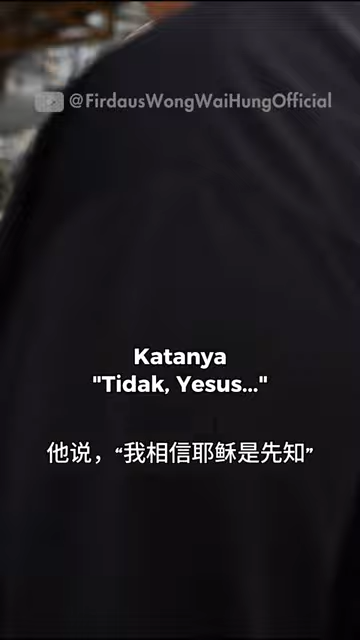 @FirdausWongWaiHungOfficial
Katanya
"Tidak, Yesus..."
他说，“我相信耶稣是先知”